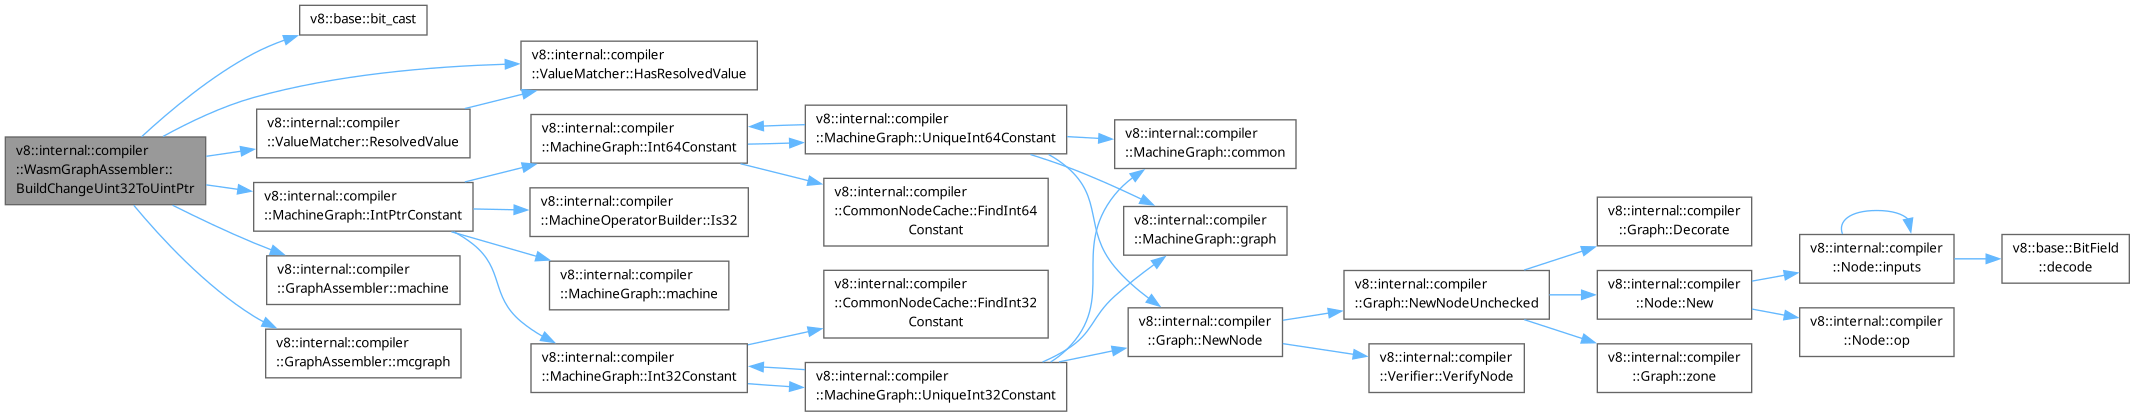 v8::base::bit_cast
v8::internal::compiler
::ValueMatcher::HasResolvedValue
v8::internal::compiler
::ValueMatcher::ResolvedValue
v8::internal::compiler
::WasmGraphAssembler::
BuildChangeUint32ToUintPtr
v8::internal::compiler
::MachineGraph::IntPtrConstant
v8::internal::compiler
::GraphAssembler::machine
v8::internal::compiler
::GraphAssembler::mcgraph
v8::internal::compiler
::MachineGraph::Int64Constant
v8::internal::compiler
::MachineOperatorBuilder::Is32
v8::internal::compiler
::MachineGraph::machine
v8::internal::compiler
::MachineGraph::Int32Constant
v8::internal::compiler
::MachineGraph::UniqueInt64Constant
v8::internal::compiler
::CommonNodeCache::FindInt64
Constant
v8::internal::compiler
::CommonNodeCache::FindInt32
Constant
v8::internal::compiler
::MachineGraph::UniqueInt32Constant
v8::internal::compiler
::MachineGraph::common
v8::internal::compiler
::MachineGraph::graph
v8::internal::compiler
::Graph::NewNode
v8::internal::compiler
::Graph::NewNodeUnchecked
v8::internal::compiler
::Verifier::VerifyNode
v8::internal::compiler
::Graph::Decorate
v8::internal::compiler
::Node::New
v8::internal::compiler
::Graph::zone
v8::internal::compiler
::Node::inputs
v8::internal::compiler
::Node::op
v8::base::BitField
::decode